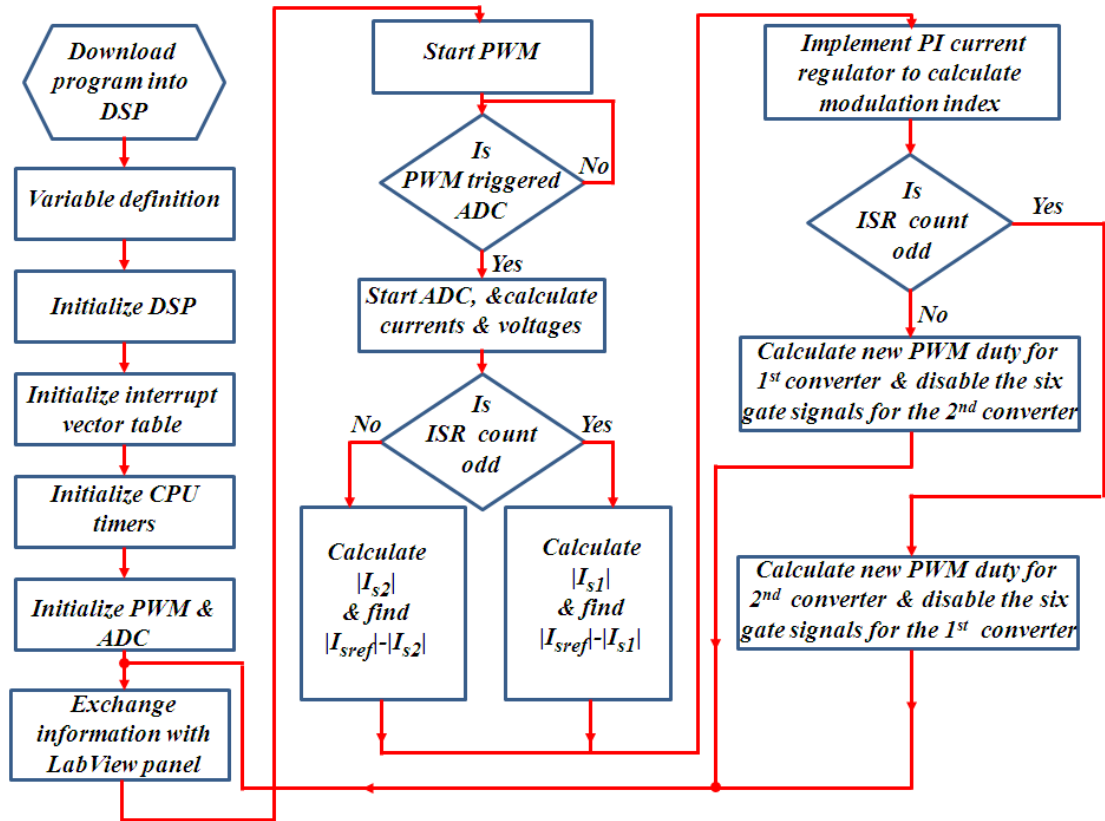 Download
program into
DSP
Variable definition
Initialize DSP
Initialize interrupt
vector table
Initialize CPU
timers
Initialize PWM &
ADC
Exchange
information with
LabView panel
Start PWM
Is
PWM triggered
ADC
No
Yes
Start ADC, &calculate
currents & voltages
Is
ISR count
odd
No
Yes
Calculate
|Is2|
& find
|Isref|-|Is2|
Calculate
|Is1|
& find
|Isref|-|Is1|
Implement PI current
regulator to calculate
modulation index
Is
ISR count
odd
Yes
No
Calculate new PWM duty for
1st converter & disable the six
gate signals for the 2nd converter
Calculate new PWM duty for
2nd converter & disable the six
gate signals for the 1st converter